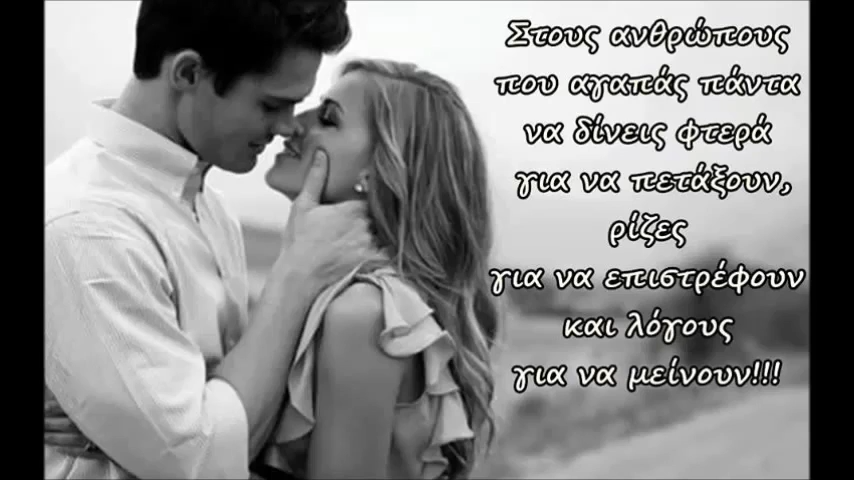 Στους ανθρώπους
που αγαπάς πάντα
να δίνεις φτερά
για να πετάξουν,
ρίζες
για να επιστρέφουν
και λόγους
για να μείνουν!!!